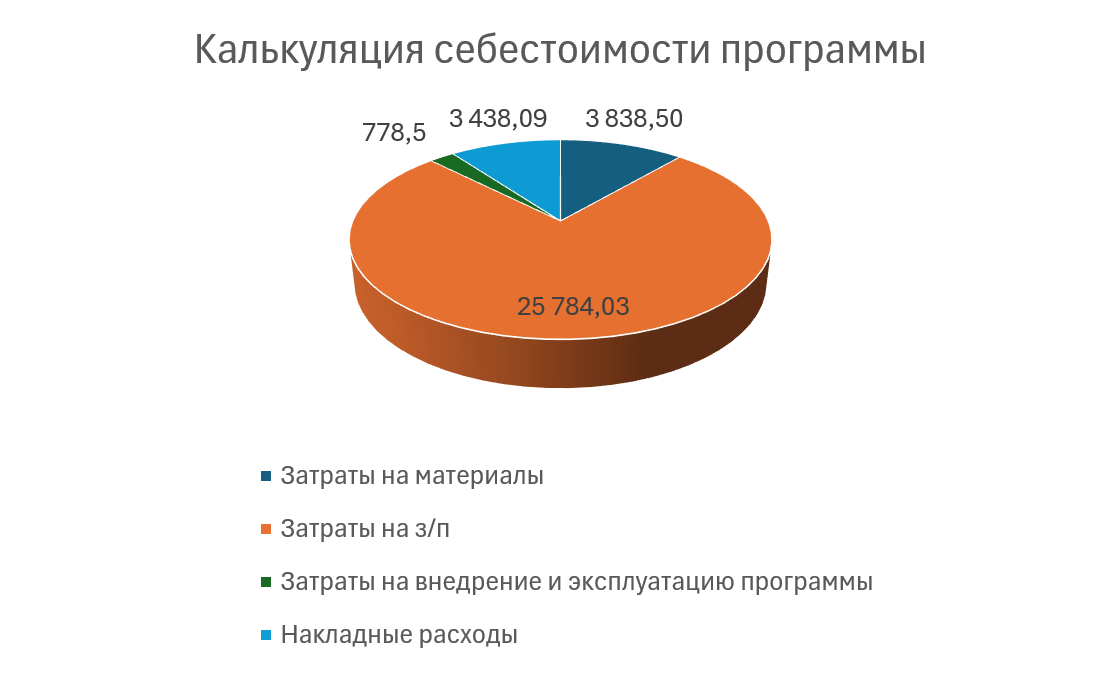 Калькуляция себестоимости программы
778,5
3 438,09
3 838,50
25 784,03
Затраты на материалы
Затраты на з/п
Затраты на внедрение и эксплуатацию программы
Накладные расходы